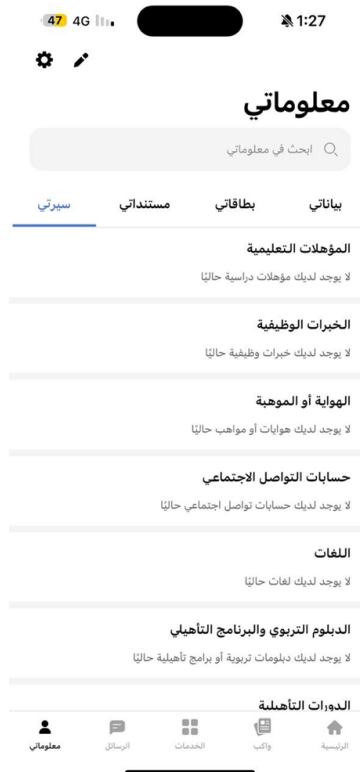 47 4G 1:27
معلوماتي
ابحث في معلوماتي
بياناتي بطاقاتي مستنداتي سيرتي
المؤهلات التعليمية
لا يوجد لديك مؤهلات دراسية حاليًا
الخبرات الوظيفية
لا يوجد لديك خبرات وظيفية حاليًا
الهواية أو الموهبة
لا يوجد لديك هوايات أو مواهب حاليًا
حسابات التواصل الاجتماعي
لا يوجد لديك حسابات تواصل اجتماعي حاليًا
اللغات
لا يوجد لديك لغات حاليًا
الدبلوم التربوي والبرنامج التأهيلي
لا يوجد لديك دبلومات تربوية أو برامج تأهيلية حاليًا
الدورات التأهيلية
الرئيسية واكب الخدمات الرسائل معلوماتي